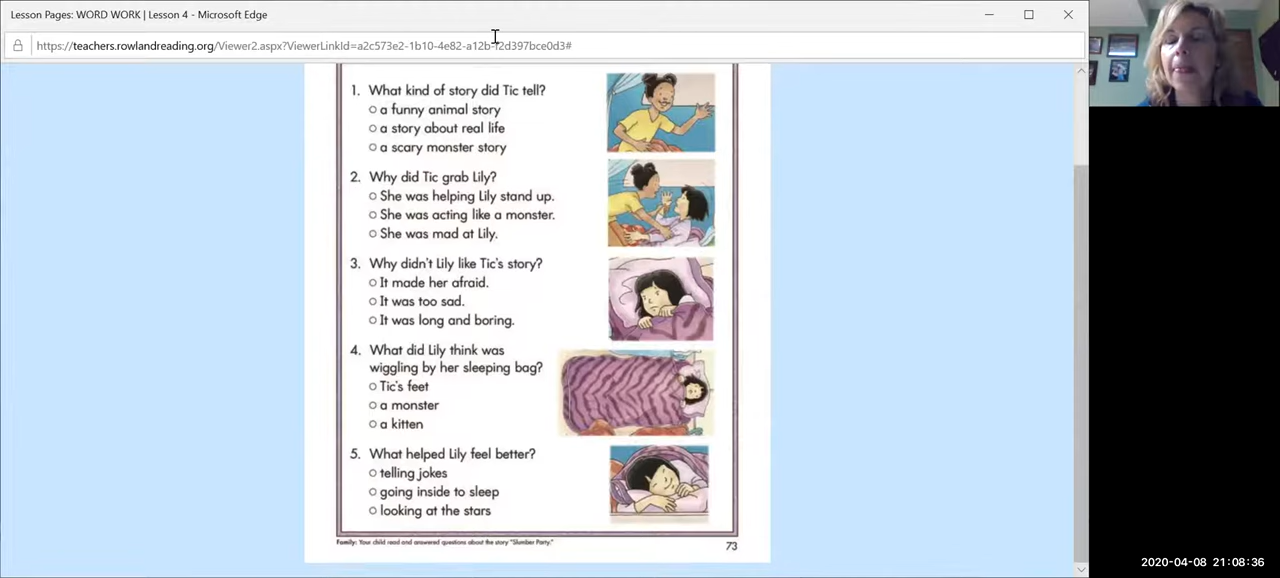 Lesson Pages: WORD WORK | Lesson 4 - Microsoft Edge
https://teachers.rowlandreading.org/Viewer2.aspx?ViewerLinkId=a2c573e2-1b10-4e82-a12b-f2d397bce0d3#
1. What kind of story did Tic tell?
a funny animal story
a story about real life
a scary monster story
2. Why did Tic grab Lily?
She was helping Lily stand up.
She was acting like a monster.
She was mad at Lily.
3. Why didn't Lily like Tic's story?
It made her afraid.
It was too sad.
It was long and boring.
4. What did Lily think was
wiggling by her sleeping bag?
Tic's feet
a monster
a kitten
5. What helped Lily feel better?
telling jokes
going inside to sleep
looking at the stars
Family: Your child read and answered questions about the story "Slumber Party."
73
2020-04-08 21:08:36